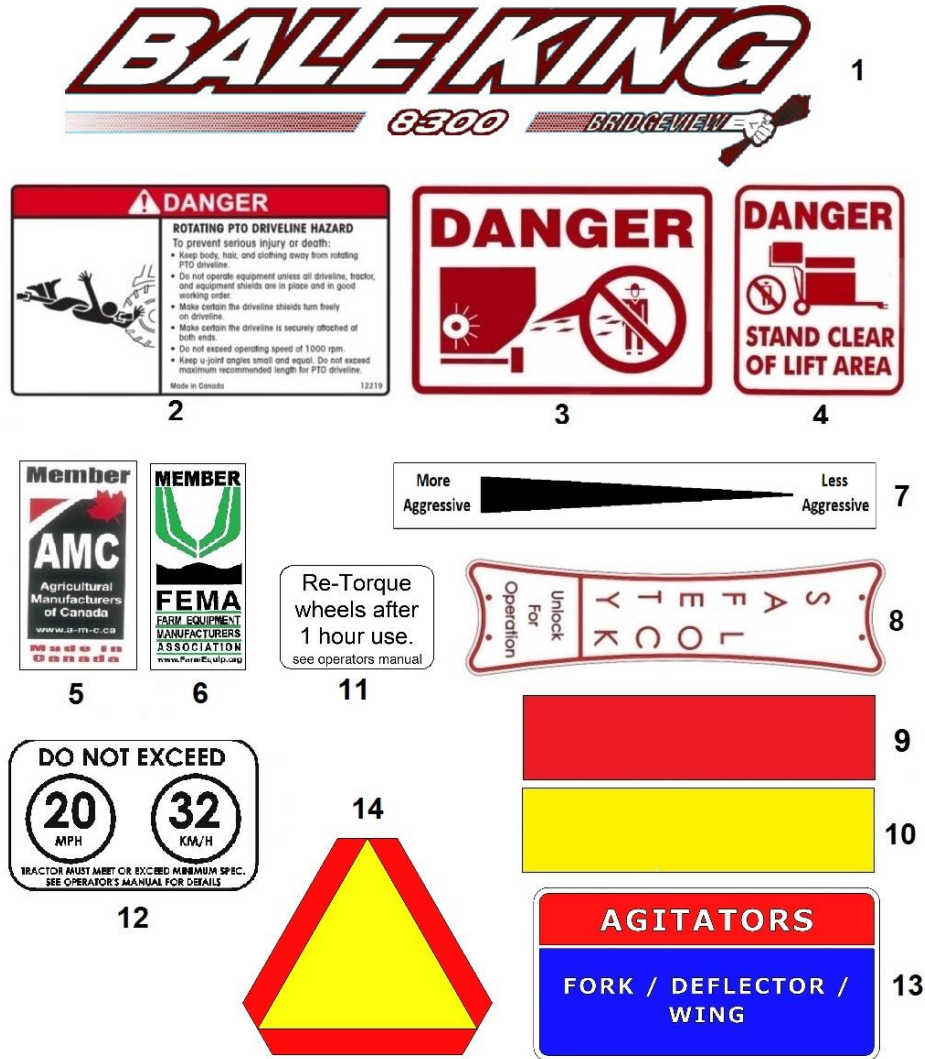 BALE KING
8300 BRIDGEVIEW
1
DANGER
ROTATING PTO DRIVELINE HAZARD
To prevent serious injury or death:
• Keep body, hair, and clothing away from rotating
PTO driveline.
• Do not operate equipment unless all driveline, tractor,
and equipment shields are in place and in good
working order.
• Make certain the driveline shields turn freely
on driveline.
• Make certain the driveline is securely attached at
both ends.
• Do not exceed operating speed of 1000 rpm.
• Keep u-joint angles small and equal. Do not exceed
maximum recommended length for PTO driveline.
Made in Canada 12219
2
DANGER
3
DANGER
STAND CLEAR
OF LIFT AREA
4
Member
AMC
Agricultural
Manufacturers
of Canada
www.a-m-c.ca
Made in
Canada
5
MEMBER
FEMA
FARM EQUIPMENT
MANUFACTURERS
ASSOCIATION
www.FarmEquip.org
6
More
Aggressive
Less
Aggressive
7
SAFETY
LOCK
Unlock
For
Operation
8
Re-Torque
wheels after
1 hour use.
see operators manual
11
9
10
DO NOT EXCEED
20
MPH
32
KM/H
TRACTOR MUST MEET OR EXCEED MINIMUM SPEC.
SEE OPERATOR'S MANUAL FOR DETAILS
12
14
AGITATORS
FORK / DEFLECTOR /
WING
13